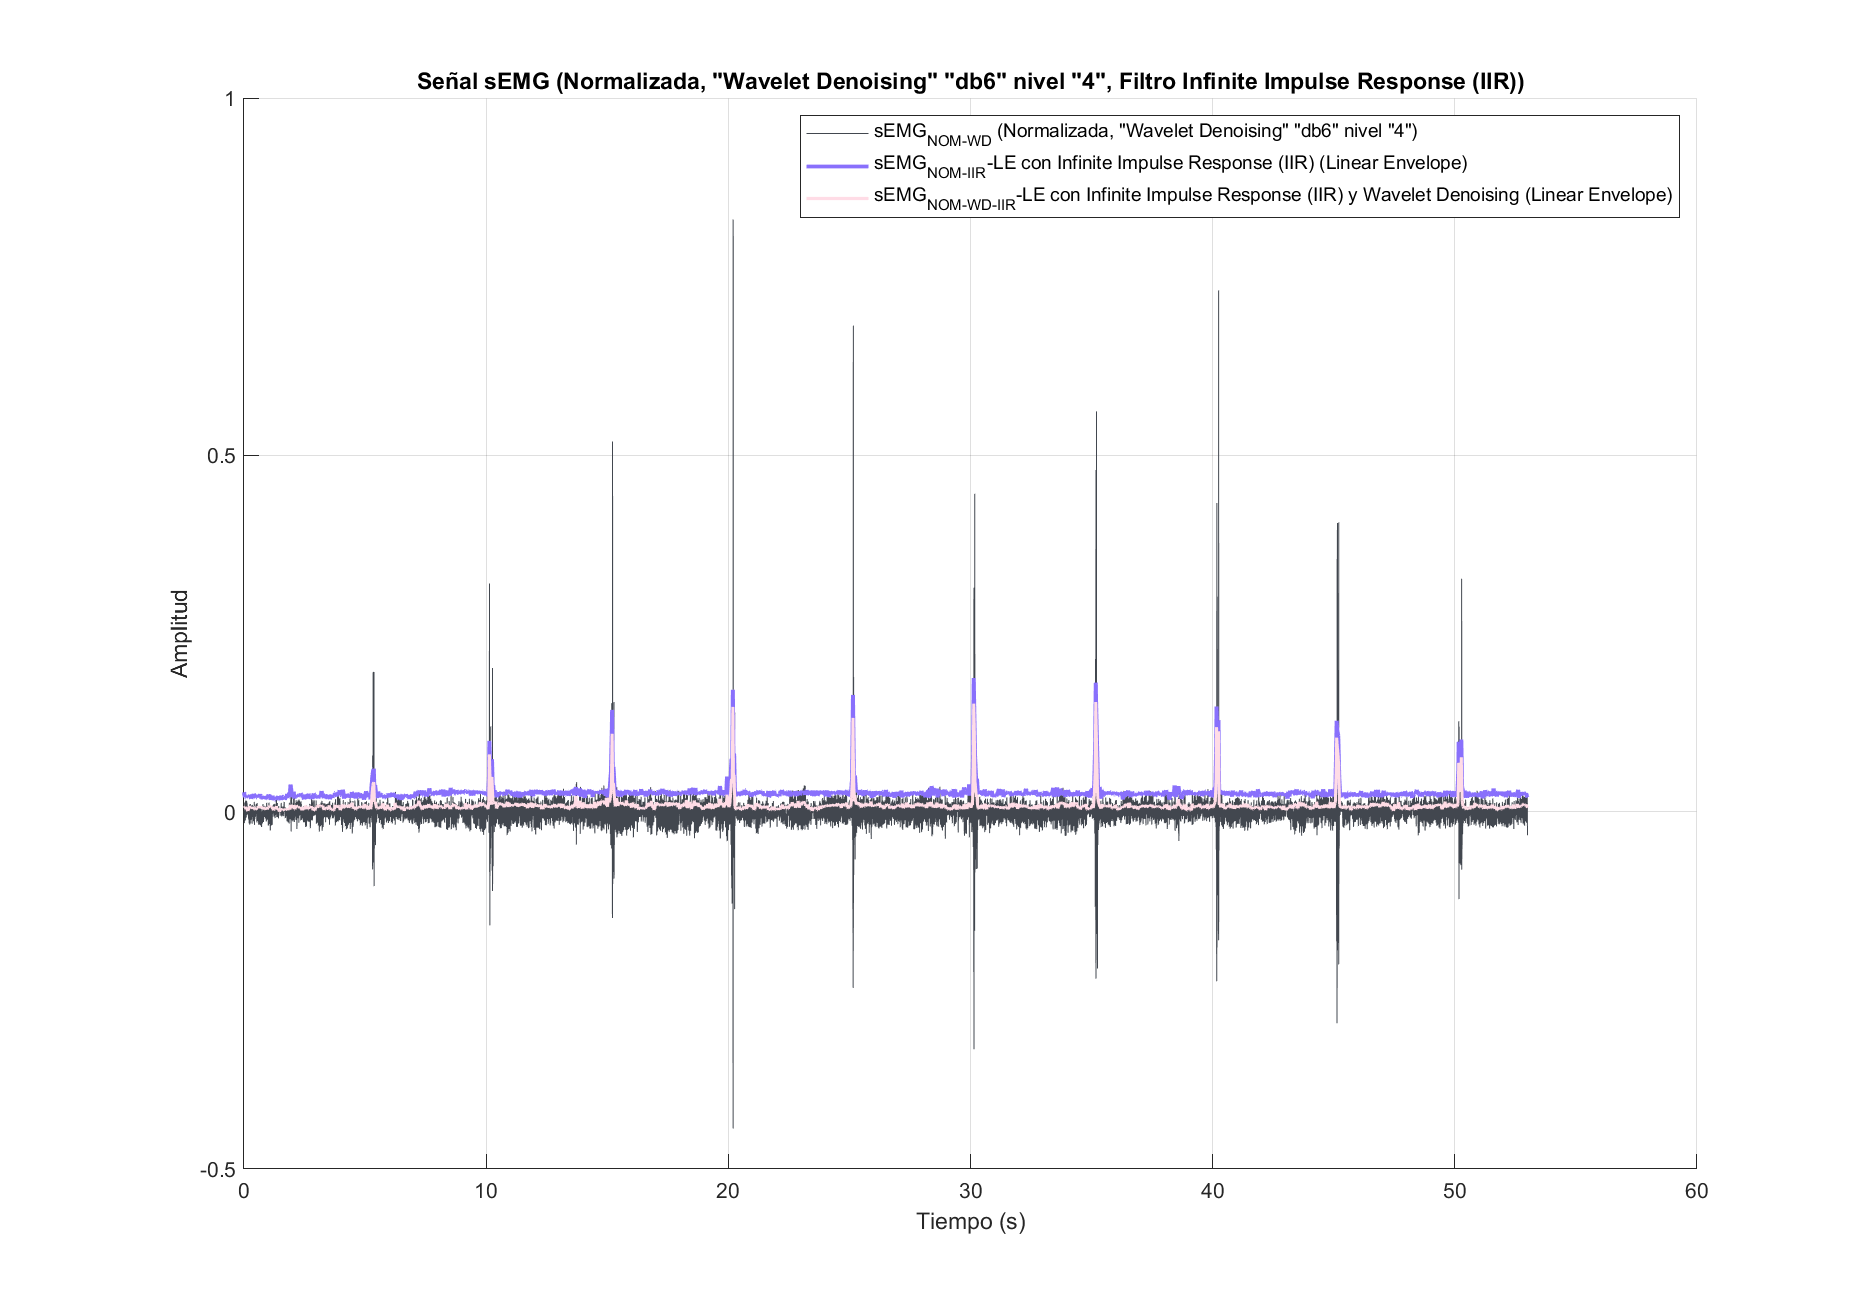 Señal sEMG (Normalizada, "Wavelet Denoising" "db6" nivel "4", Filtro Infinite Impulse Response (IIR))
sEMGNOM-WD (Normalizada, "Wavelet Denoising" "db6" nivel "4")
sEMGNOM-IIR-LE con Infinite Impulse Response (IIR) (Linear Envelope)
sEMGNOM-WD-IIR-LE con Infinite Impulse Response (IIR) y Wavelet Denoising (Linear Envelope)
1
0.5
0
-0.5
Amplitud
0 10 20 30 40 50 60
Tiempo (s)